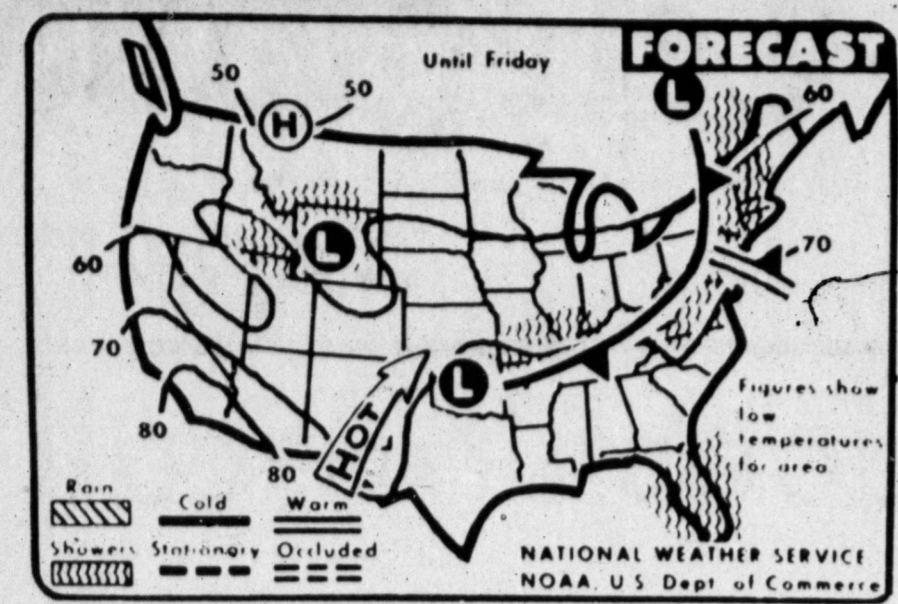 FORECAST
Until Friday
50
50
H
L
60
L
60
70
70
L
HOT
80
80
Figures show
low
temperatures
for area.
Rain
Cold
Warm
Showers
Stationary
Occluded
NATIONAL WEATHER SERVICE
NOAA, U S Dept of Commerce